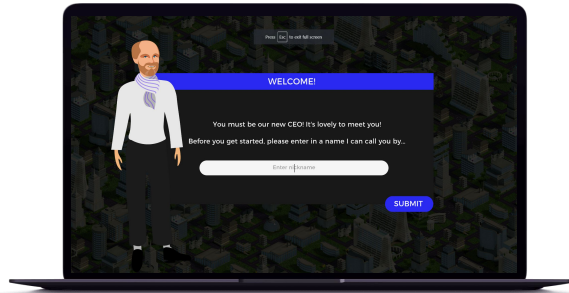 Press Esc to exit full screen
WELCOME!
You must be our new CEO! It's lovely to meet you!
Before you get started, please enter in a name I can call you by...
Enter nickname
SUBMIT